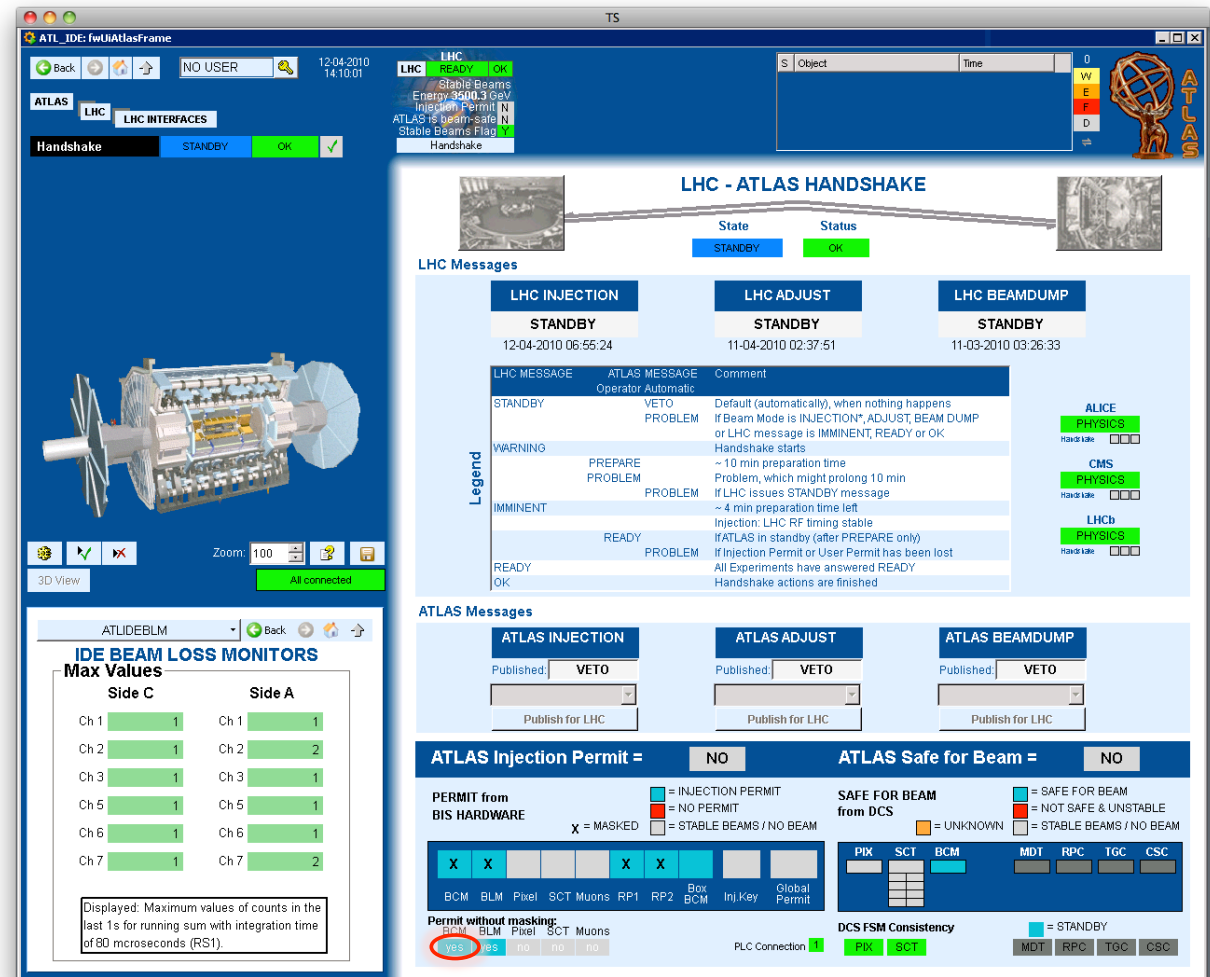 TS
ATL_IDE: fwUiAtlasFrame
Back
NO USER
12-04-2010
14:10:01
ATLAS
LHC
LHC INTERFACES
Handshake STANDBY OK
LHC
LHC READY OK
Stable Beams
Energy 3500.3 GeV
Injection Permit N
ATLAS is beam-safe N
Stable Beams Flag Y
Handshake
S Object Time
0
W
E
F
D
ATLAS
LHC - ATLAS HANDSHAKE
State Status
STANDBY OK
LHC Messages
LHC INJECTION LHC ADJUST LHC BEAMDUMP
STANDBY STANDBY STANDBY
12-04-2010 06:55:24 11-04-2010 02:37:51 11-03-2010 03:26:33
Legend
LHC MESSAGE ATLAS MESSAGE Comment
Operator Automatic
STANDBY VETO Default (automatically), when nothing happens
PROBLEM If Beam Mode is INJECTION*, ADJUST, BEAM DUMP
or LHC message is IMMINENT, READY or OK
WARNING Handshake starts
PREPARE ~ 10 min preparation time
PROBLEM Problem, which might prolong 10 min
PROBLEM If LHC issues STANDBY message
IMMINENT ~ 4 min preparation time left
Injection: LHC RF timing stable
READY If ATLAS in standby (after PREPARE only)
PROBLEM If Injection Permit or User Permit has been lost
READY All Experiments have answered READY
OK Handshake actions are finished
ALICE
PHYSICS
Handshake
CMS
PHYSICS
Handshake
LHCb
PHYSICS
Handshake
Zoom: 100
3D View
All connected
ATLIDEBLM Back
IDE BEAM LOSS MONITORS
Max Values
Side C Side A
Ch 1 1 Ch 1 1
Ch 2 1 Ch 2 2
Ch 3 1 Ch 3 1
Ch 5 1 Ch 5 1
Ch 6 1 Ch 6 1
Ch 7 1 Ch 7 2
Displayed: Maximum values of counts in the
last 1s for running sum with integration time
of 80 mcroseconds (RS1).
ATLAS Messages
ATLAS INJECTION ATLAS ADJUST ATLAS BEAMDUMP
Published: VETO Published: VETO Published: VETO
Publish for LHC Publish for LHC Publish for LHC
ATLAS Injection Permit = NO
PERMIT from
BIS HARDWARE
= INJECTION PERMIT
= NO PERMIT
X = MASKED = STABLE BEAMS / NO BEAM
X X X X
BCM BLM Pixel SCT Muons RP1 RP2 Box BCM Inj.Key Global Permit
Permit without masking:
BCM BLM Pixel SCT Muons
yes yes no no no
PLC Connection 1
ATLAS Safe for Beam = NO
SAFE FOR BEAM
from DCS
= SAFE FOR BEAM
= NOT SAFE & UNSTABLE
= UNKNOWN = STABLE BEAMS / NO BEAM
PIX SCT BCM MDT RPC TGC CSC
DCS FSM Consistency = STANDBY
PIX SCT MDT RPC TGC CSC